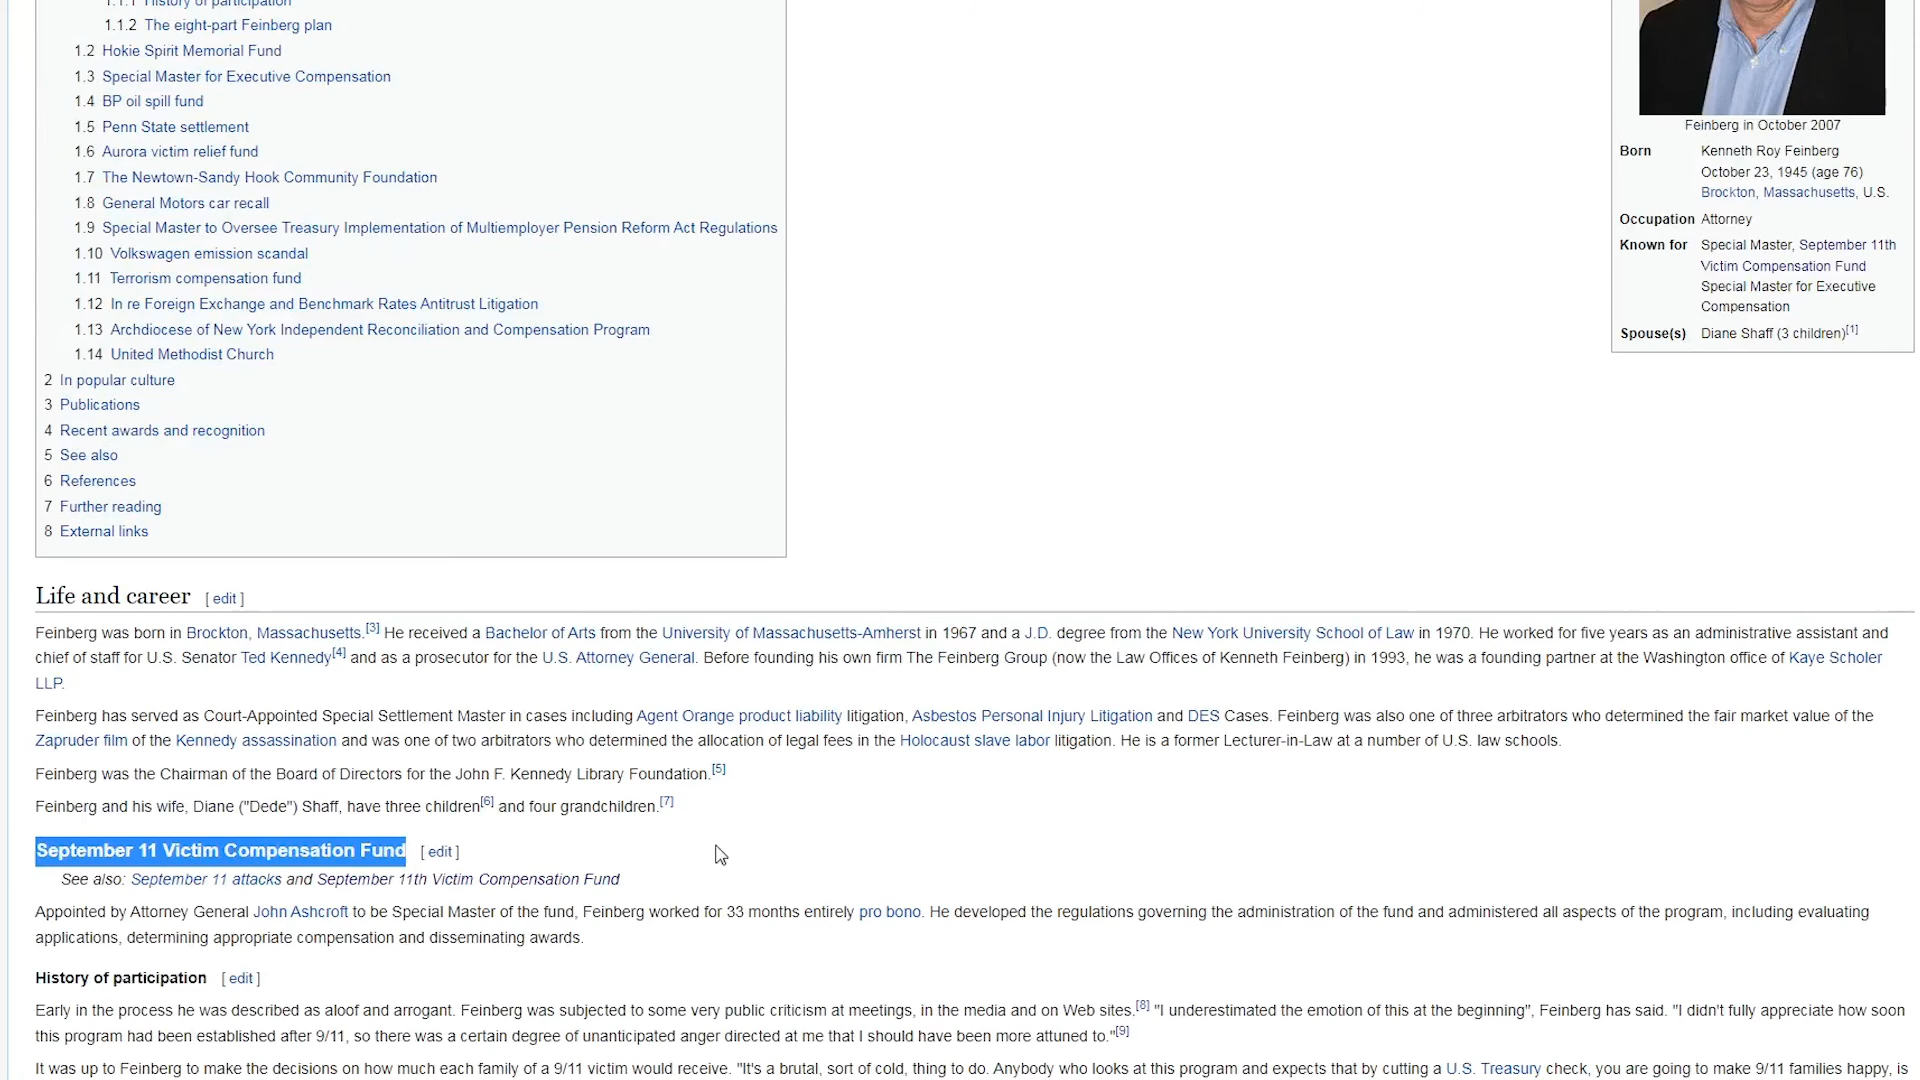 1.1.1 History of participation
1.1.2 The eight-part Feinberg plan
1.2 Hokie Spirit Memorial Fund
1.3 Special Master for Executive Compensation
1.4 BP oil spill fund
1.5 Penn State settlement
1.6 Aurora victim relief fund
1.7 The Newtown-Sandy Hook Community Foundation
1.8 General Motors car recall
1.9 Special Master to Oversee Treasury Implementation of Multiemployer Pension Reform Act Regulations
1.10 Volkswagen emission scandal
1.11 Terrorism compensation fund
1.12 In re Foreign Exchange and Benchmark Rates Antitrust Litigation
1.13 Archdiocese of New York Independent Reconciliation and Compensation Program
1.14 United Methodist Church
2 In popular culture
3 Publications
4 Recent awards and recognition
5 See also
6 References
7 Further reading
8 External links
Feinberg in October 2007
Born Kenneth Roy Feinberg
October 23, 1945 (age 76)
Brockton, Massachusetts, U.S.
Occupation Attorney
Known for Special Master, September 11th
Victim Compensation Fund
Special Master for Executive
Compensation
Spouse(s) Diane Shaff (3 children)[1]
Life and career [ edit ]
Feinberg was born in Brockton, Massachusetts.[3] He received a Bachelor of Arts from the University of Massachusetts-Amherst in 1967 and a J.D. degree from the New York University School of Law in 1970. He worked for five years as an administrative assistant and
chief of staff for U.S. Senator Ted Kennedy[4] and as a prosecutor for the U.S. Attorney General. Before founding his own firm The Feinberg Group (now the Law Offices of Kenneth Feinberg) in 1993, he was a founding partner at the Washington office of Kaye Scholer
LLP.
Feinberg has served as Court-Appointed Special Settlement Master in cases including Agent Orange product liability litigation, Asbestos Personal Injury Litigation and DES Cases. Feinberg was also one of three arbitrators who determined the fair market value of the
Zapruder film of the Kennedy assassination and was one of two arbitrators who determined the allocation of legal fees in the Holocaust slave labor litigation. He is a former Lecturer-in-Law at a number of U.S. law schools.
Feinberg was the Chairman of the Board of Directors for the John F. Kennedy Library Foundation.[5]
Feinberg and his wife, Diane ("Dede") Shaff, have three children[6] and four grandchildren.[7]
September 11 Victim Compensation Fund [ edit ]
See also: September 11 attacks and September 11th Victim Compensation Fund
Appointed by Attorney General John Ashcroft to be Special Master of the fund, Feinberg worked for 33 months entirely pro bono. He developed the regulations governing the administration of the fund and administered all aspects of the program, including evaluating
applications, determining appropriate compensation and disseminating awards.
History of participation [ edit ]
Early in the process he was described as aloof and arrogant. Feinberg was subjected to some very public criticism at meetings, in the media and on Web sites.[8] "I underestimated the emotion of this at the beginning", Feinberg has said. "I didn't fully appreciate how soon
this program had been established after 9/11, so there was a certain degree of unanticipated anger directed at me that I should have been more attuned to."[9]
It was up to Feinberg to make the decisions on how much each family of a 9/11 victim would receive. "It's a brutal, sort of cold, thing to do. Anybody who looks at this program and expects that by cutting a U.S. Treasury check, you are going to make 9/11 families happy, is